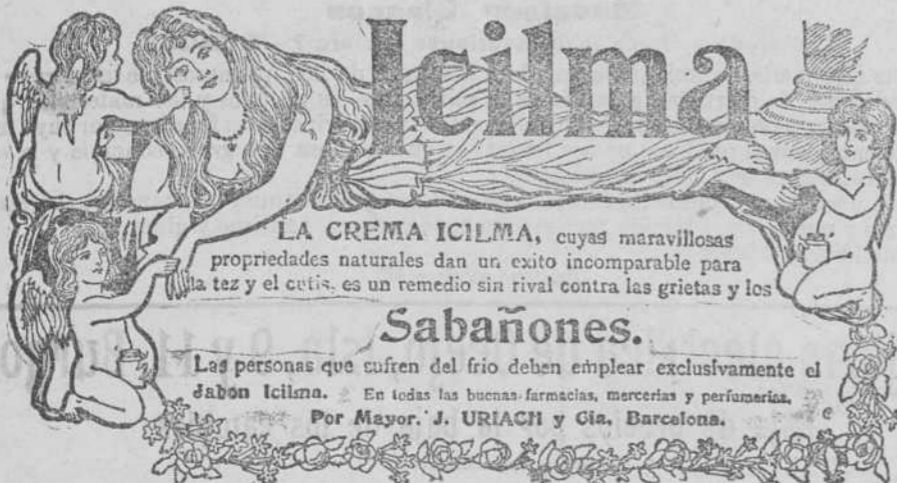 Icilma
LA CREMA ICILMA, cuyas maravillosas
propriedades naturales dan un exito incomparable para
la tez y el cutis, es un remedio sin rival contra las grietas y los
Sabañones.
Las personas que sufren del frio deben emplear exclusivamente el
Jabon Icilma. En todas las buenas farmacias, mercerias y perfumerias.
Por Mayor. J. URIACH y Cia. Barcelona.